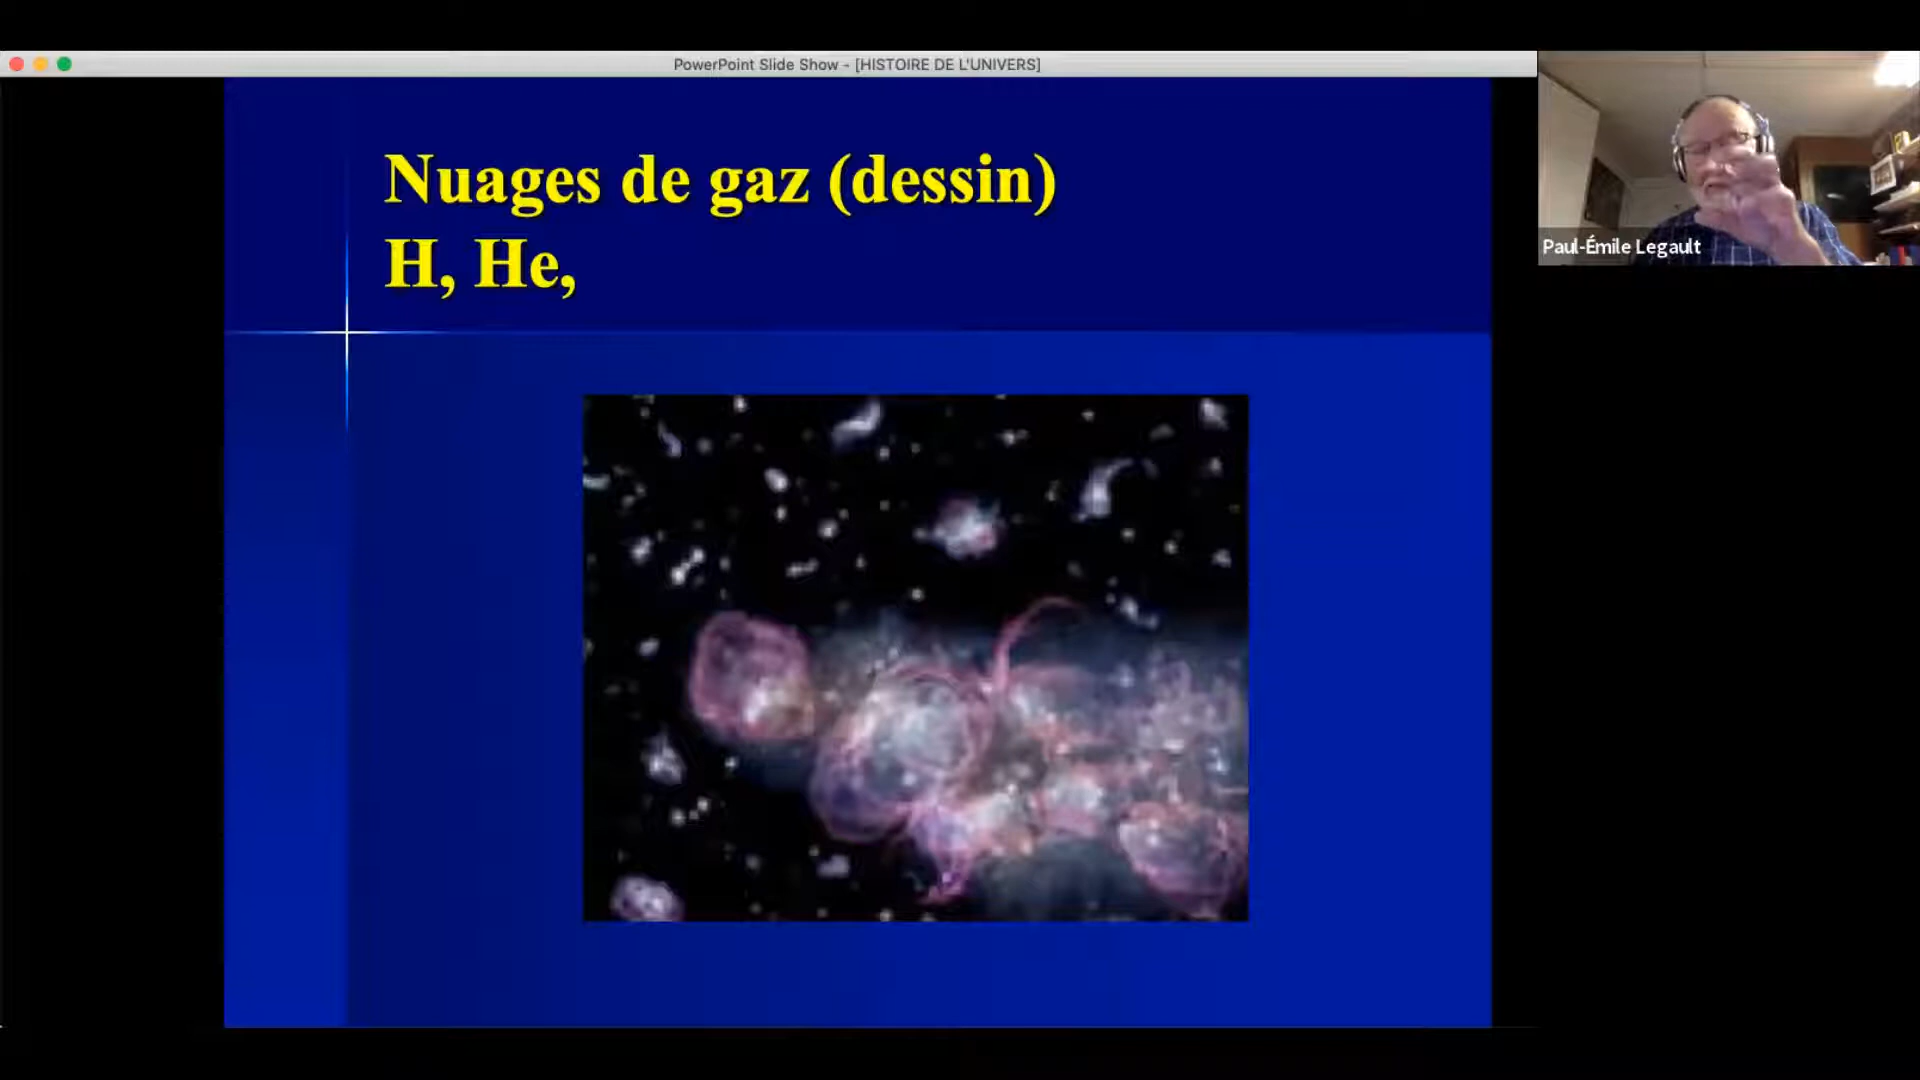 PowerPoint Slide Show - [HISTOIRE DE L'UNIVERS]
Nuages de gaz (dessin)
H, He,
Paul-Émile Legault